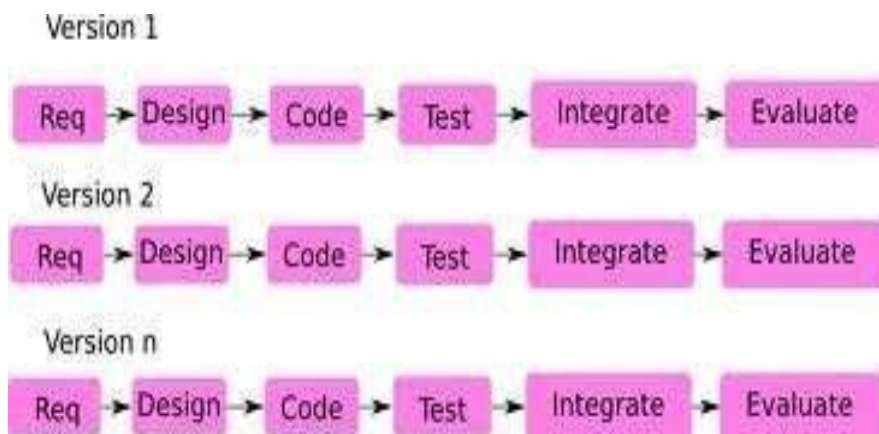 Version 1
Req Design Code Test Integrate Evaluate
Version 2
Req Design Code Test Integrate Evaluate
Version n
Req Design Code Test Integrate Evaluate